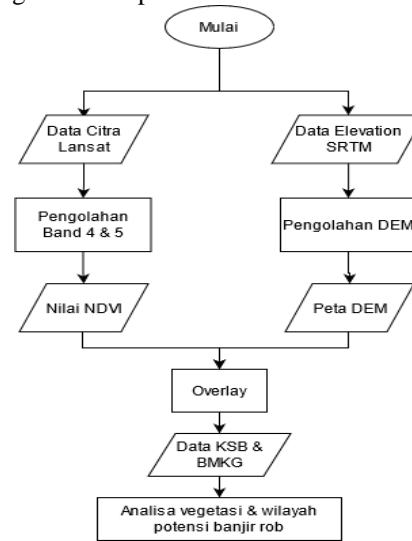 Mulai
Data Citra
Lansat
Data Elevation
SRTM
Pengolahan
Band 4 & 5
Pengolahan DEM
Nilai NDVI
Peta DEM
Overlay
Data KSB &
BMKG
Analisa vegetasi & wilayah
potensi banjir rob